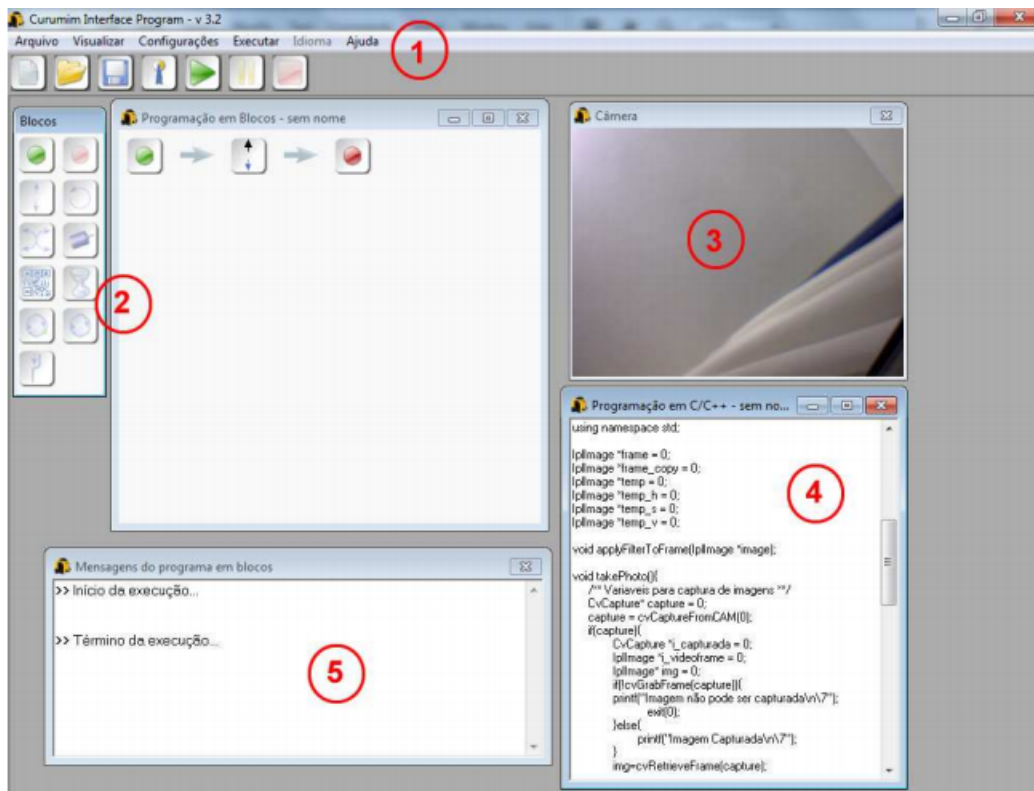 Curumim Interface Program - v 3.2
Arquivo Visualizar Configurações Executar Idioma Ajuda
1
Blocos
2
Programação em Blocos - sem nome
Câmera
3
Programação em C/C++ - sem no...
using namespace std;
IplImage *frame = 0;
IplImage *frame_copy = 0;
IplImage *temp = 0;
IplImage *temp_h = 0;
IplImage *temp_s = 0;
IplImage *temp_v = 0;
void applyFilterToFrame(IplImage *image);
void takePhoto(){
/** Variaveis para captura de imagens **/
CvCapture* capture = 0;
capture = cvCaptureFromCAM(0);
if(capture){
CvCapture *i_capturada = 0;
IplImage *i_videoframe = 0;
IplImage* img = 0;
if(!cvGrabFrame(capture)){
printf("Imagem não pode ser capturada\n\7");
exit(0);
}else{
printf("Imagem Capturada\n\7");
}
img=cvRetrieveFrame(capture);
4
Mensagens do programa em blocos
>> Início da execução...
>> Término da execução...
5